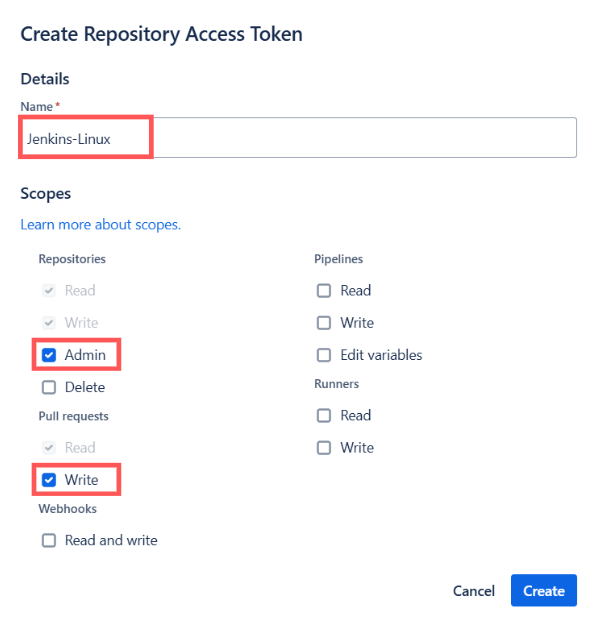 Create Repository Access Token
Details
Name*
Jenkins-Linux
Scopes
Learn more about scopes.
Repositories
Read
Write
Admin
Delete
Pull requests
Read
Write
Webhooks
Read and write
Pipelines
Read
Write
Edit variables
Runners
Read
Write
Cancel
Create